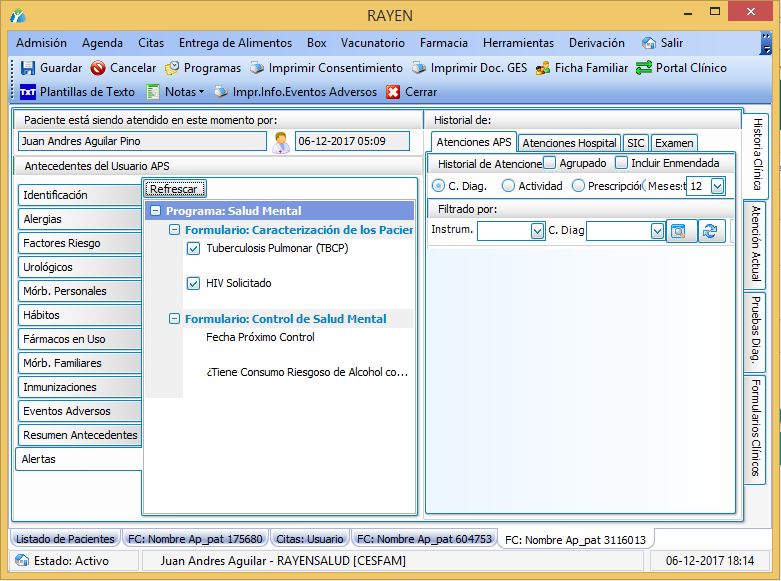 RAYEN
Admisión Agenda Citas Entrega de Alimentos Box Vacunatorio Farmacia Herramientas Derivación Salir
Guardar Cancelar Programas Imprimir Consentimiento Imprimir Doc. GES Ficha Familiar Portal Clínico
TXT Plantillas de Texto Notas Impr.Info.Eventos Adversos Cerrar
Paciente está siendo atendido en este momento por:
Juan Andres Aguilar Pino 06-12-2017 05:09
Antecedentes del Usuario APS
Identificación
Alergias
Factores Riesgo
Urológicos
Mórb. Personales
Hábitos
Fármacos en Uso
Mórb. Familiares
Inmunizaciones
Eventos Adversos
Resumen Antecedentes
Alertas
Refrescar
Programa: Salud Mental
Formulario: Caracterización de los Pacier
Tuberculosis Pulmonar (TBCP)
HIV Solicitado
Formulario: Control de Salud Mental
Fecha Próximo Control
¿Tiene Consumo Riesgoso de Alcohol co...
Historial de:
Atenciones APS Atenciones Hospital SIC Examen
Historial de Atencione Agrupado Incluir Enmendada
C. Diag. Actividad Prescripción Meses: 12
Filtrado por:
Instrum. C. Diag
Historia Clínica
Atención Actual
Pruebas Diag.
Formularios Clínicos
Listado de Pacientes FC: Nombre Ap_pat 175680 Citas: Usuario FC: Nombre Ap_pat 604753 FC: Nombre Ap_pat 3116013
Estado: Activo Juan Andres Aguilar - RAYENSALUD [CESFAM] 06-12-2017 18:14